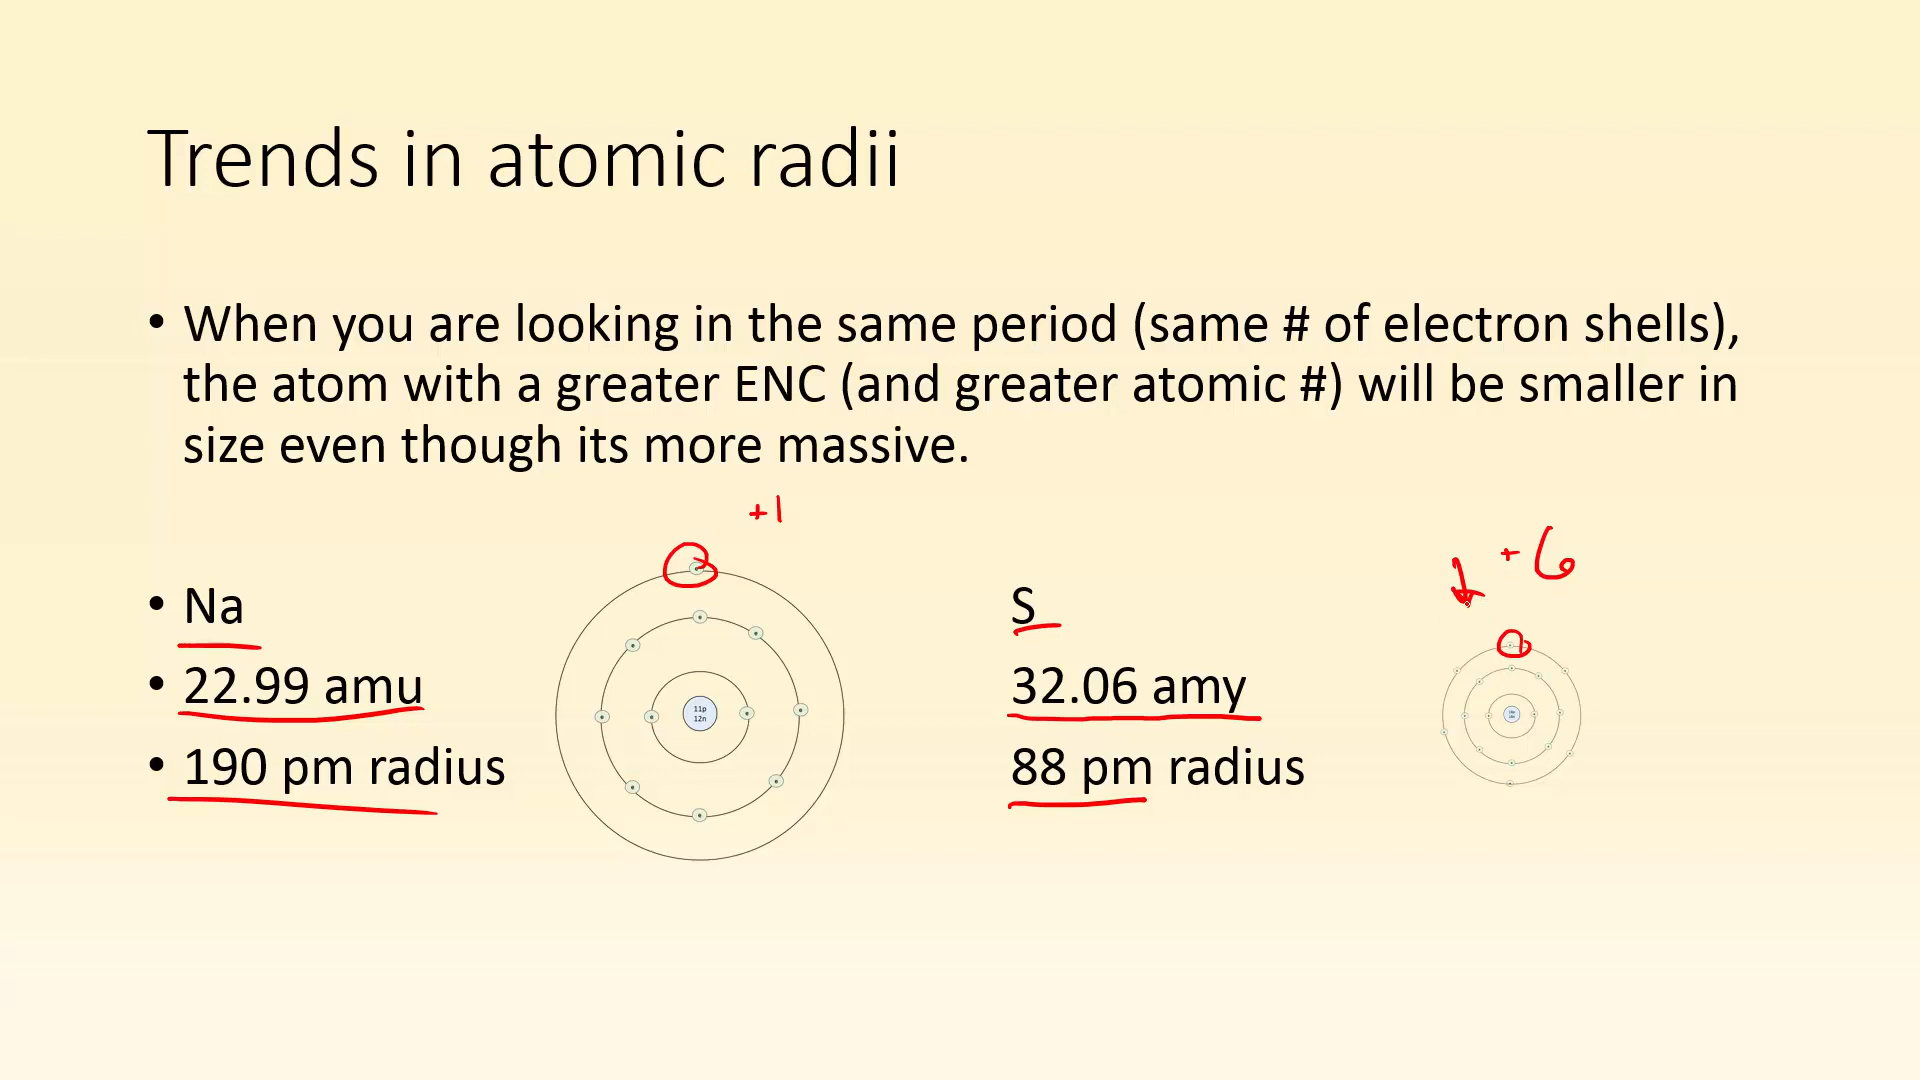 Trends in atomic radii
• When you are looking in the same period (same # of electron shells),
the atom with a greater ENC (and greater atomic #) will be smaller in
size even though its more massive.
+1
+6
• Na
S
• 22.99 amu
32.06 amy
• 190 pm radius
88 pm radius
11p
12n